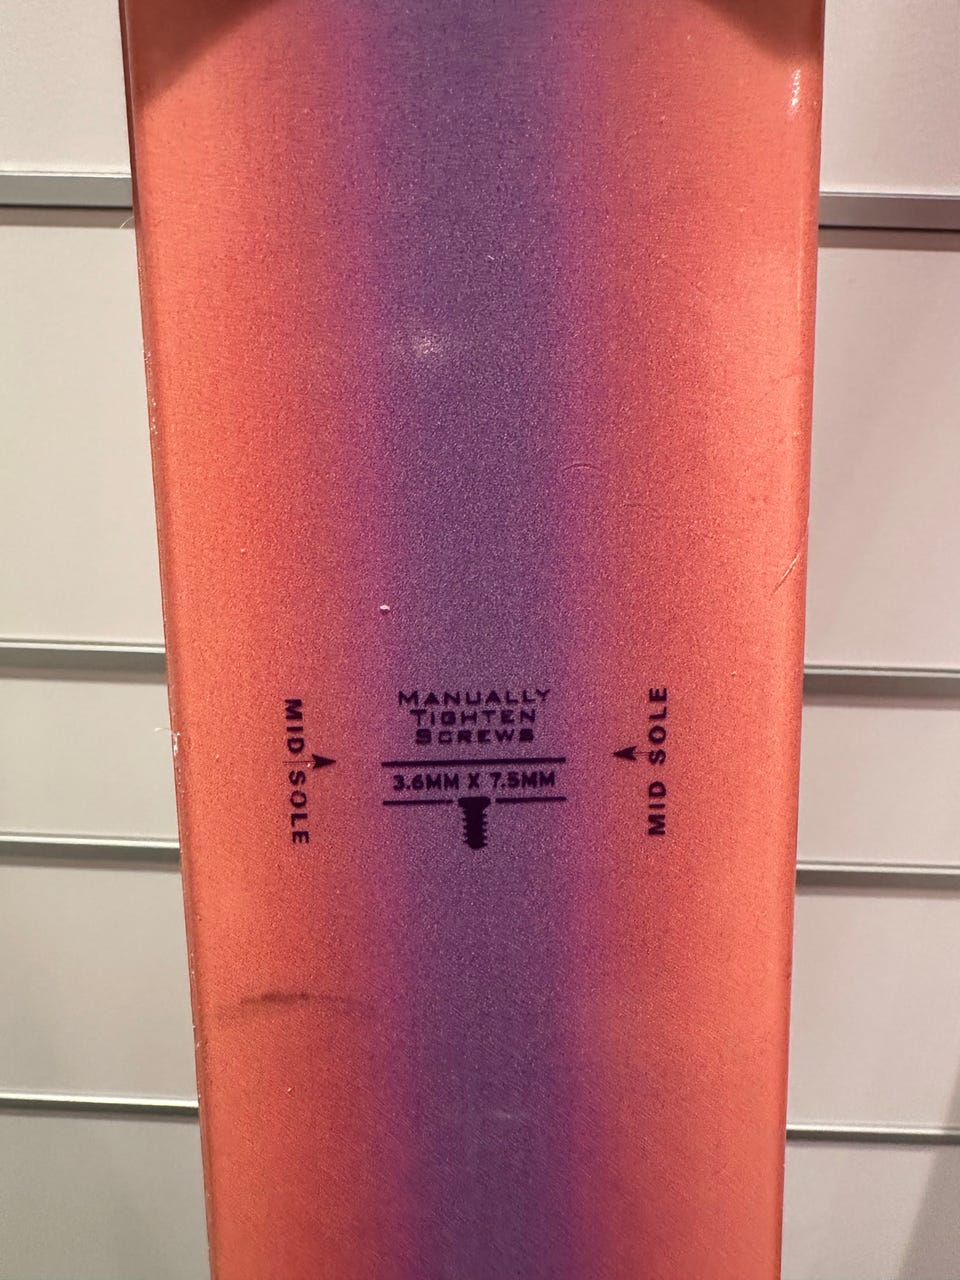 MANUALLY
TIGHTEN
SCREWS
MID SOLE
3.6MM X 7.5MM
MID SOLE